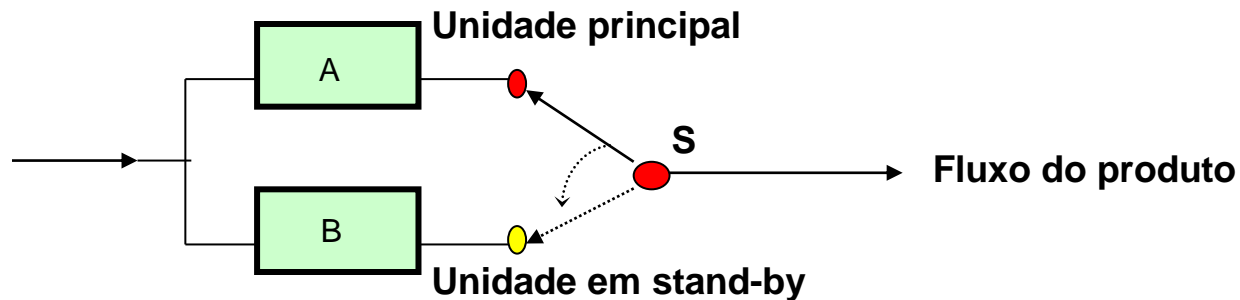 Unidade principal
A
S
Fluxo do produto
B
Unidade em stand-by